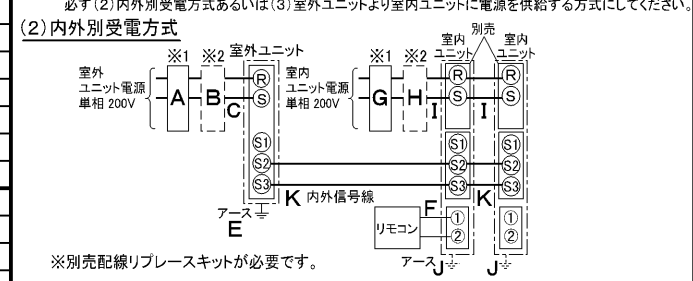 必ず(2)内外別受電方式あるいは(3)室外ユニットより室内ユニットに電源を供給する方式にしてください。
(2)内外別受電方式
※1 ※2 室外ユニット
室外
ユニット電源
単相 200V
A B C
R
S
S1
S2
S3
アース
E
※1 ※2
室内
ユニット電源
単相 200V
G H I I
別売
室内
ユニット
室内
ユニット
R R
S S
S1 S1
S2 S2
S3 S3
K 内外信号線 K
リモコン F
① ①
② ②
アース J J
※別売配線リプレースキットが必要です。